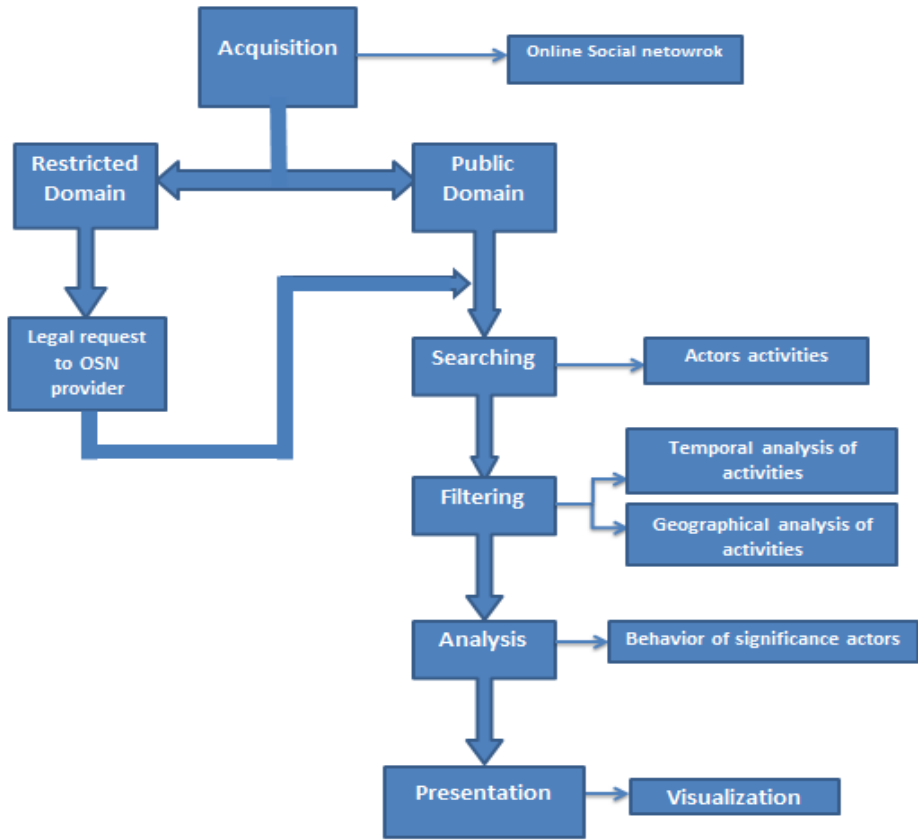 Acquisition
Online Social netowrok
Restricted
Domain
Public
Domain
Legal request
to OSN
provider
Searching
Actors activities
Filtering
Temporal analysis of
activities
Geographical analysis of
activities
Analysis
Behavior of significance actors
Presentation
Visualization